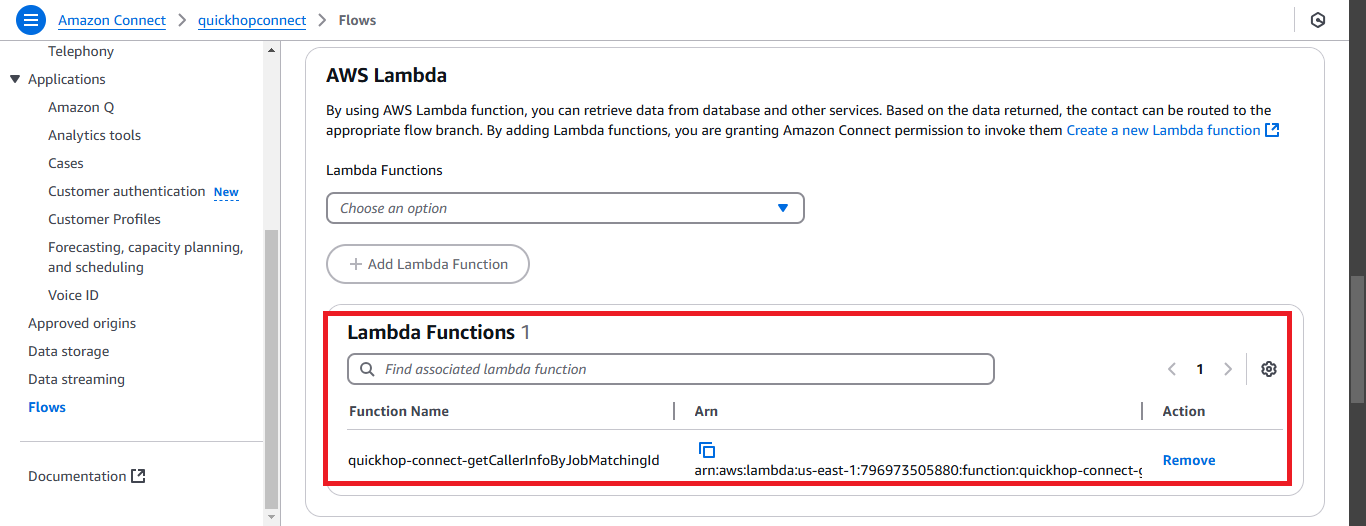 Amazon Connect > quickhopconnect > Flows
Telephony
Applications
Amazon Q
Analytics tools
Cases
Customer authentication New
Customer Profiles
Forecasting, capacity planning,
and scheduling
Voice ID
Approved origins
Data storage
Data streaming
Flows
Documentation
AWS Lambda
By using AWS Lambda function, you can retrieve data from database and other services. Based on the data returned, the contact can be routed to the
appropriate flow branch. By adding Lambda functions, you are granting Amazon Connect permission to invoke them Create a new Lambda function
Lambda Functions
Choose an option
+ Add Lambda Function
Lambda Functions 1
Find associated lambda function
< 1 >
Function Name Arn Action
quickhop-connect-getCallerInfoByJobMatchingId arn:aws:lambda:us-east-1:796973505880:function:quickhop-connect-g Remove